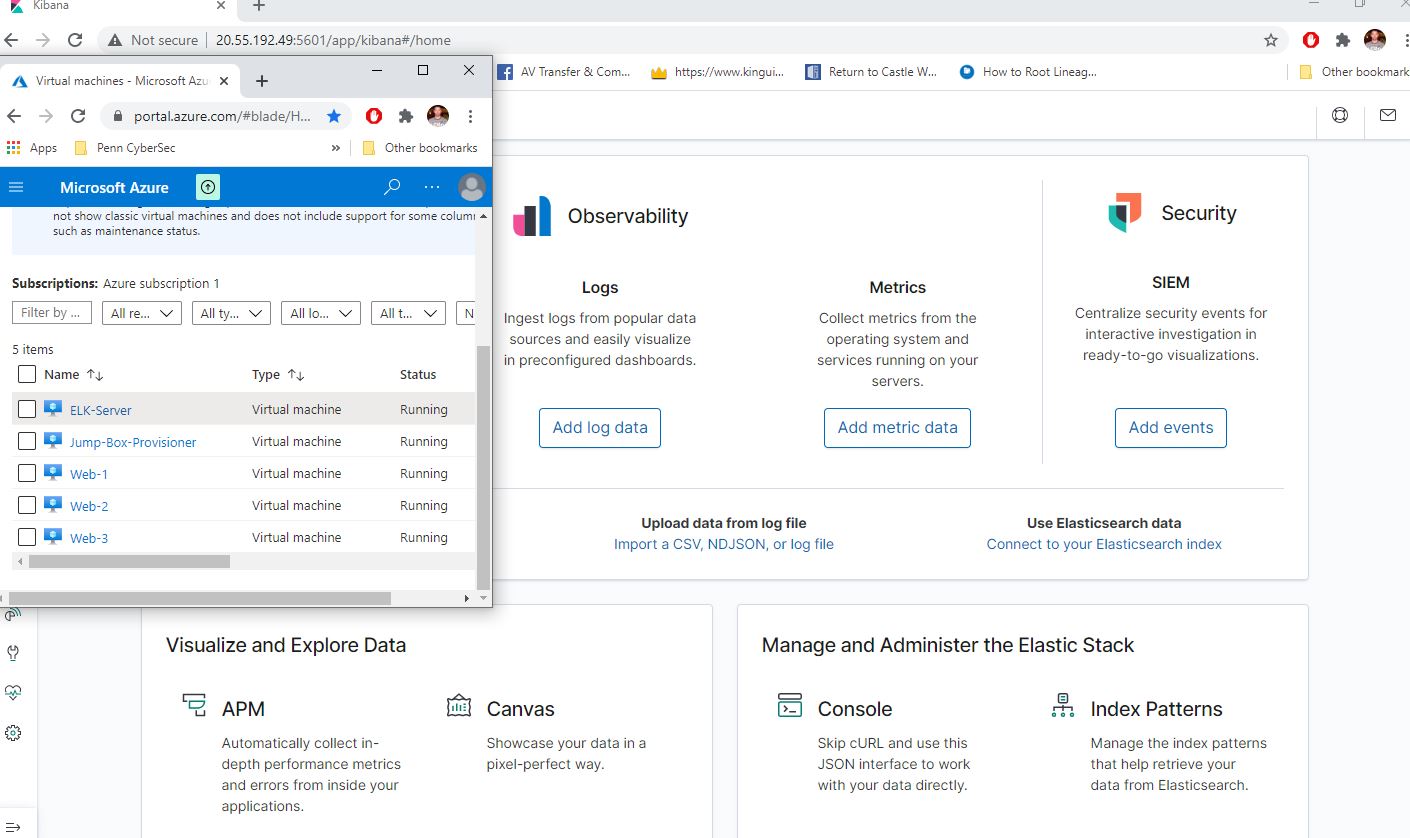 Kibana
Not secure
20.55.192.49:5601/app/kibana#/home
AV Transfer & Com...
https://www.kingui...
Return to Castle W...
How to Root Lineag...
Other bookmark
Virtual machines - Microsoft Azu
portal.azure.com/#blade/H...
Apps
Penn CyberSec
»
Other bookmarks
Microsoft Azure
not show classic virtual machines and does not include support for some colum
such as maintenance status.
Subscriptions: Azure subscription 1
Filter by ...
All re...
All ty...
All lo...
All t...
N
5 items
Name
Type
Status
ELK-Server Virtual machine Running
Jump-Box-Provisioner Virtual machine Running
Web-1 Virtual machine Running
Web-2 Virtual machine Running
Web-3 Virtual machine Running
Observability
Logs
Ingest logs from popular data
sources and easily visualize
in preconfigured dashboards.
Add log data
Metrics
Collect metrics from the
operating system and
services running on your
servers.
Add metric data
Security
SIEM
Centralize security events for
interactive investigation in
ready-to-go visualizations.
Add events
Upload data from log file
Import a CSV, NDJSON, or log file
Use Elasticsearch data
Connect to your Elasticsearch index
Visualize and Explore Data
APM
Automatically collect in-
depth performance metrics
and errors from inside your
applications.
Canvas
Showcase your data in a
pixel-perfect way.
Manage and Administer the Elastic Stack
Console
Skip cURL and use this
JSON interface to work
with your data directly.
Index Patterns
Manage the index patterns
that help retrieve your
data from Elasticsearch.